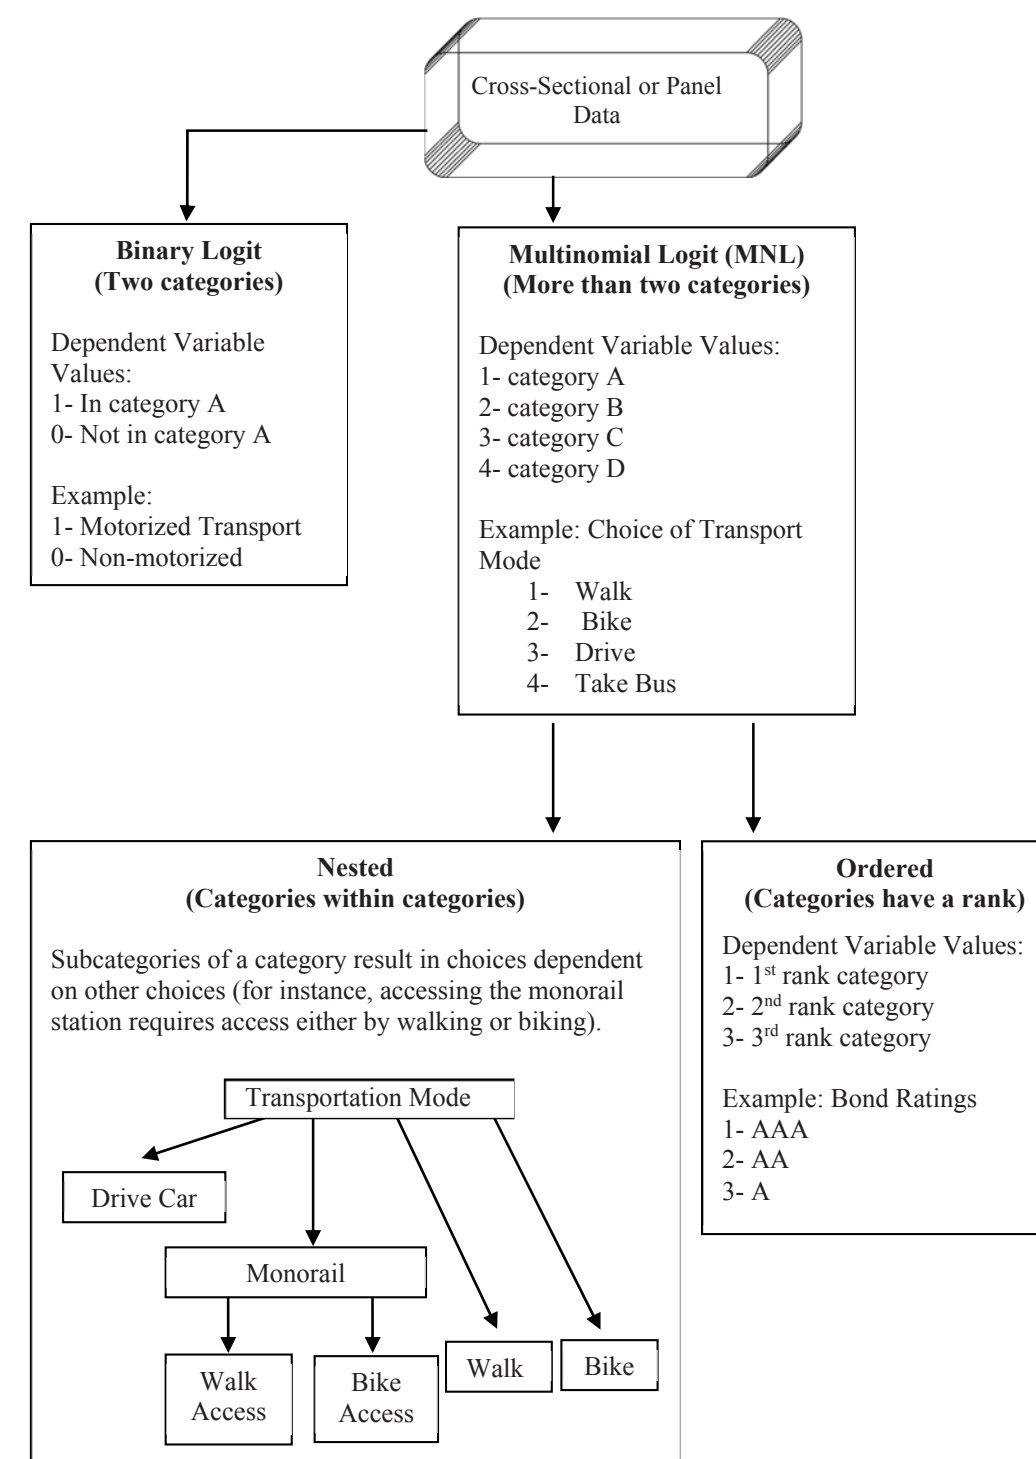 Cross-Sectional or Panel
Data
Binary Logit
(Two categories)
Dependent Variable
Values:
1- In category A
0- Not in category A
Example:
1- Motorized Transport
0- Non-motorized
Multinomial Logit (MNL)
(More than two categories)
Dependent Variable Values:
1- category A
2- category B
3- category C
4- category D
Example: Choice of Transport
Mode
1- Walk
2- Bike
3- Drive
4- Take Bus
Nested
(Categories within categories)
Subcategories of a category result in choices dependent
on other choices (for instance, accessing the monorail
station requires access either by walking or biking).
Transportation Mode
Drive Car
Monorail
Walk
Access
Bike
Access
Walk
Bike
Ordered
(Categories have a rank)
Dependent Variable Values:
1- 1st rank category
2- 2nd rank category
3- 3rd rank category
Example: Bond Ratings
1- AAA
2- AA
3- A